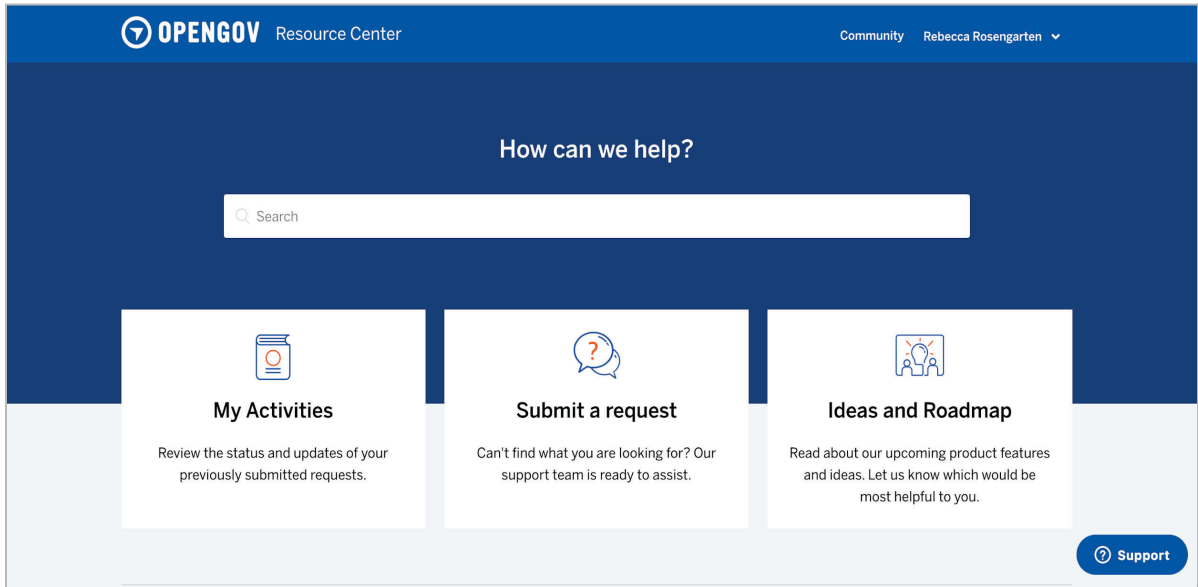 OPENGOV Resource Center
Community Rebecca Rosengarten
How can we help?
Search
?
My Activities
Review the status and updates of your
previously submitted requests.
Submit a request
Can't find what you are looking for? Our
support team is ready to assist.
Ideas and Roadmap
Read about our upcoming product features
and ideas. Let us know which would be
most helpful to you.
? Support